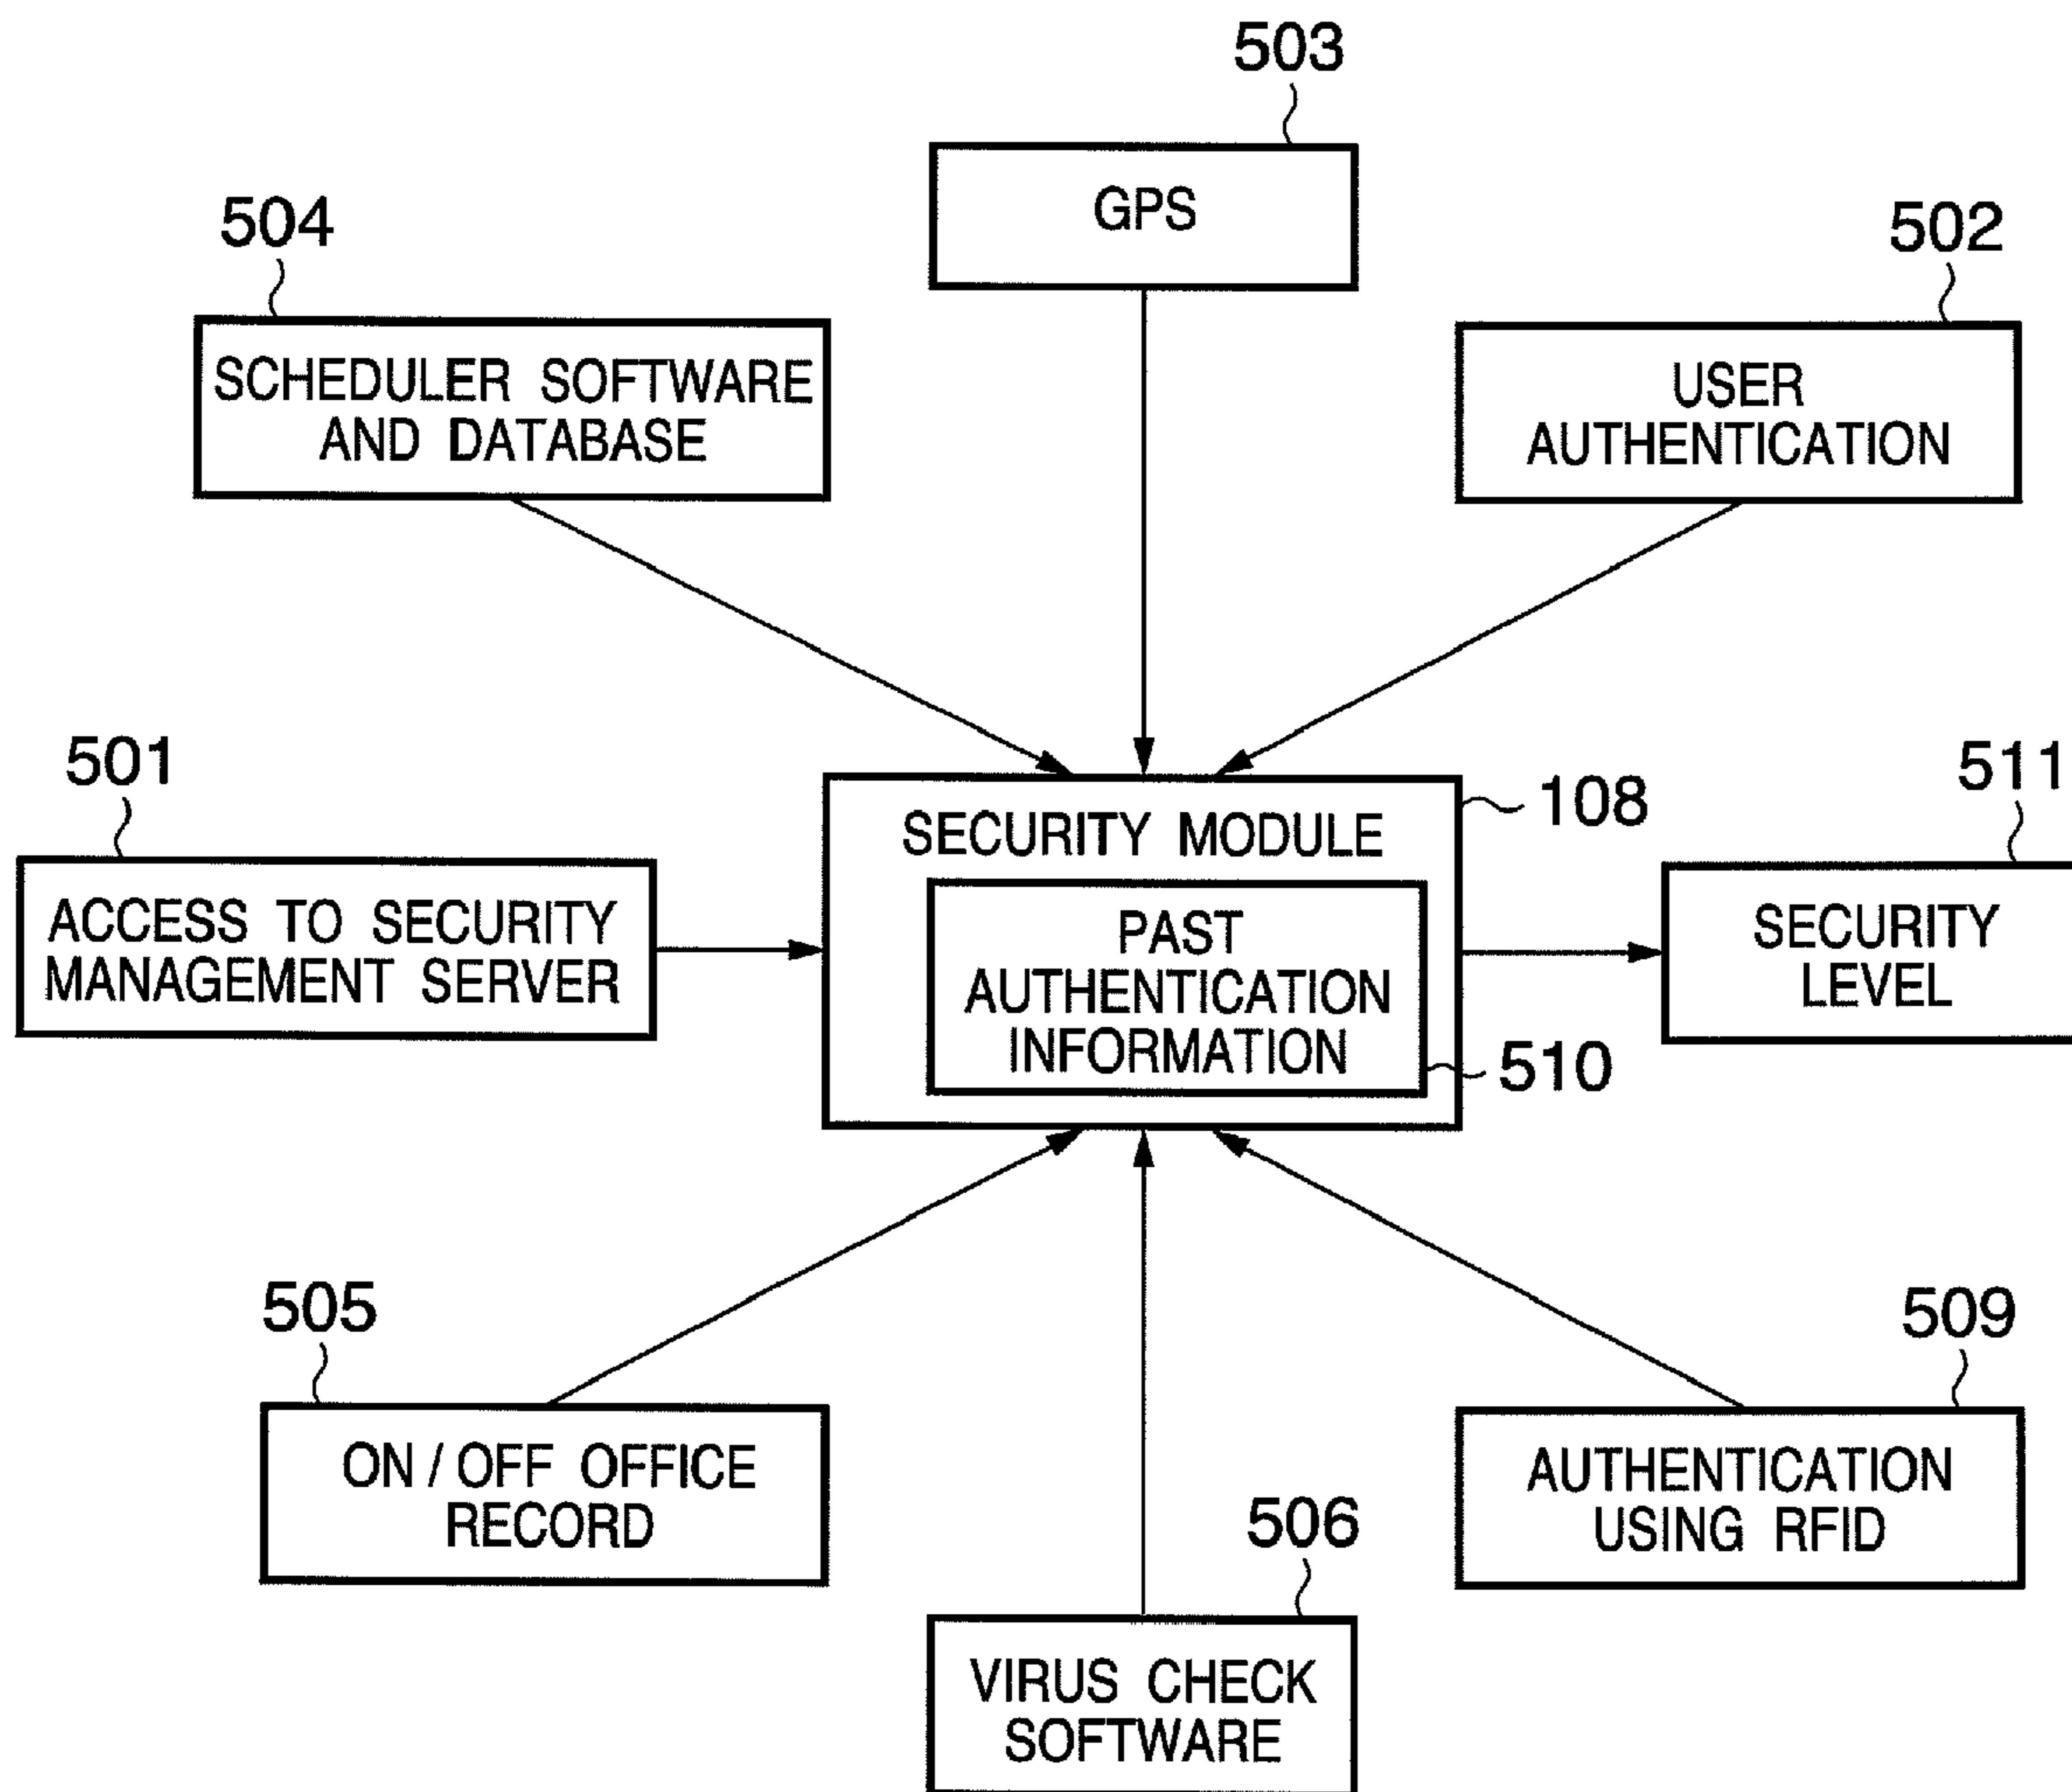 503
GPS
504
SCHEDULER SOFTWARE
AND DATABASE
502
USER
AUTHENTICATION
501
ACCESS TO SECURITY
MANAGEMENT SERVER
108
SECURITY MODULE
PAST
AUTHENTICATION
INFORMATION
510
511
SECURITY
LEVEL
505
ON / OFF OFFICE
RECORD
506
VIRUS CHECK
SOFTWARE
509
AUTHENTICATION
USING RFID